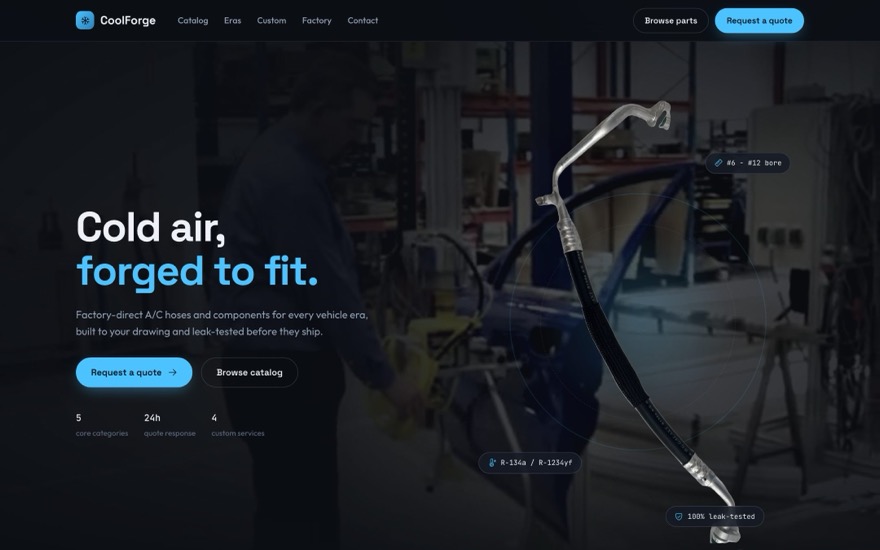 CoolForge
Catalog
Eras
Custom
Factory
Contact
Browse parts
Request a quote
#6 - #12 bore
Cold air,
forged to fit.
Factory-direct A/C hoses and components for every vehicle era,
built to your drawing and leak-tested before they ship.
Request a quote →
Browse catalog
5
core categories
24h
quote response
4
custom services
R-134a / R-1234yf
100% leak-tested